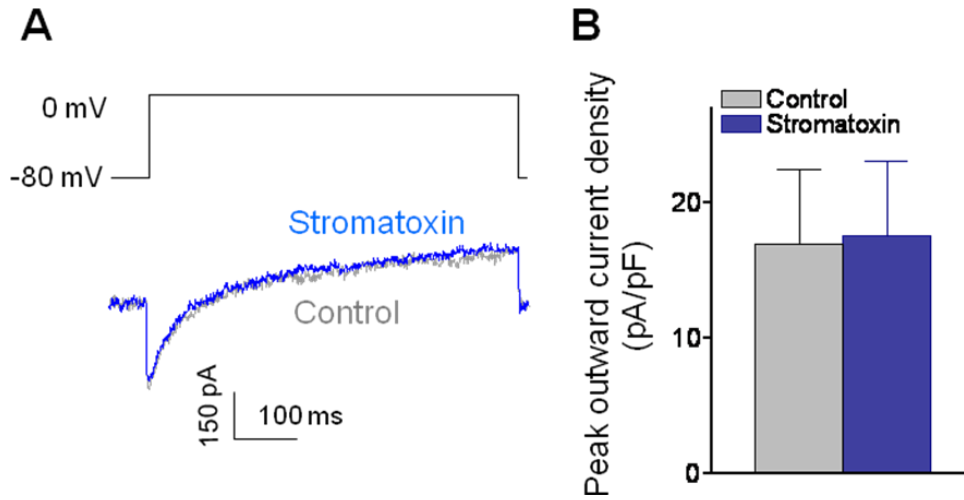 A
0 mV
-80 mV
Stromatoxin
Control
150 pA
100 ms
B
Peak outward current density
(pA/pF)
Control
Stromatoxin
20
10
0